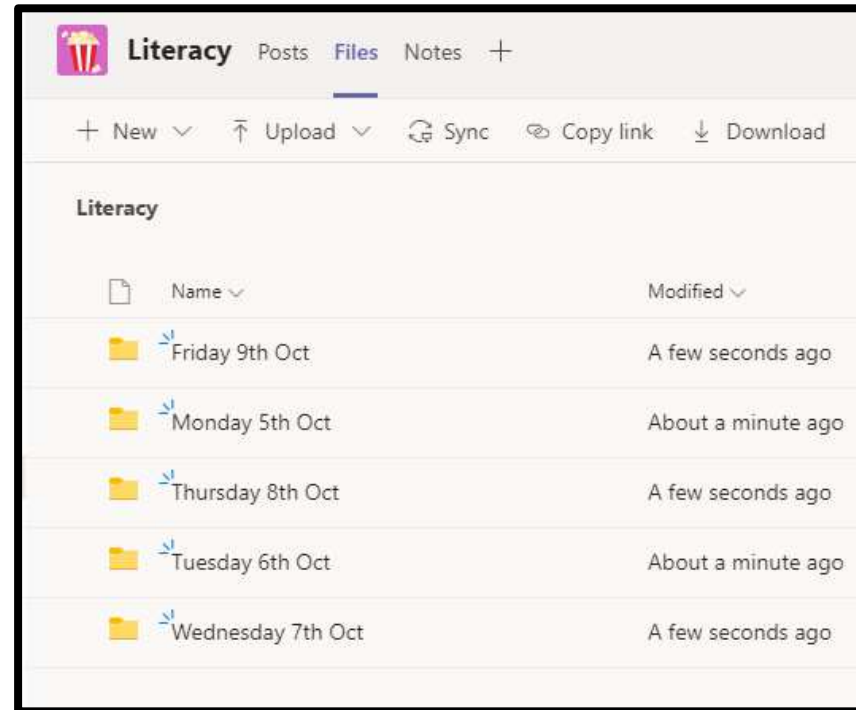 Literacy Posts Files Notes +
+ New Upload Sync Copy link Download
Literacy
Name Modified
Friday 9th Oct A few seconds ago
Monday 5th Oct About a minute ago
Thursday 8th Oct A few seconds ago
Tuesday 6th Oct About a minute ago
Wednesday 7th Oct A few seconds ago